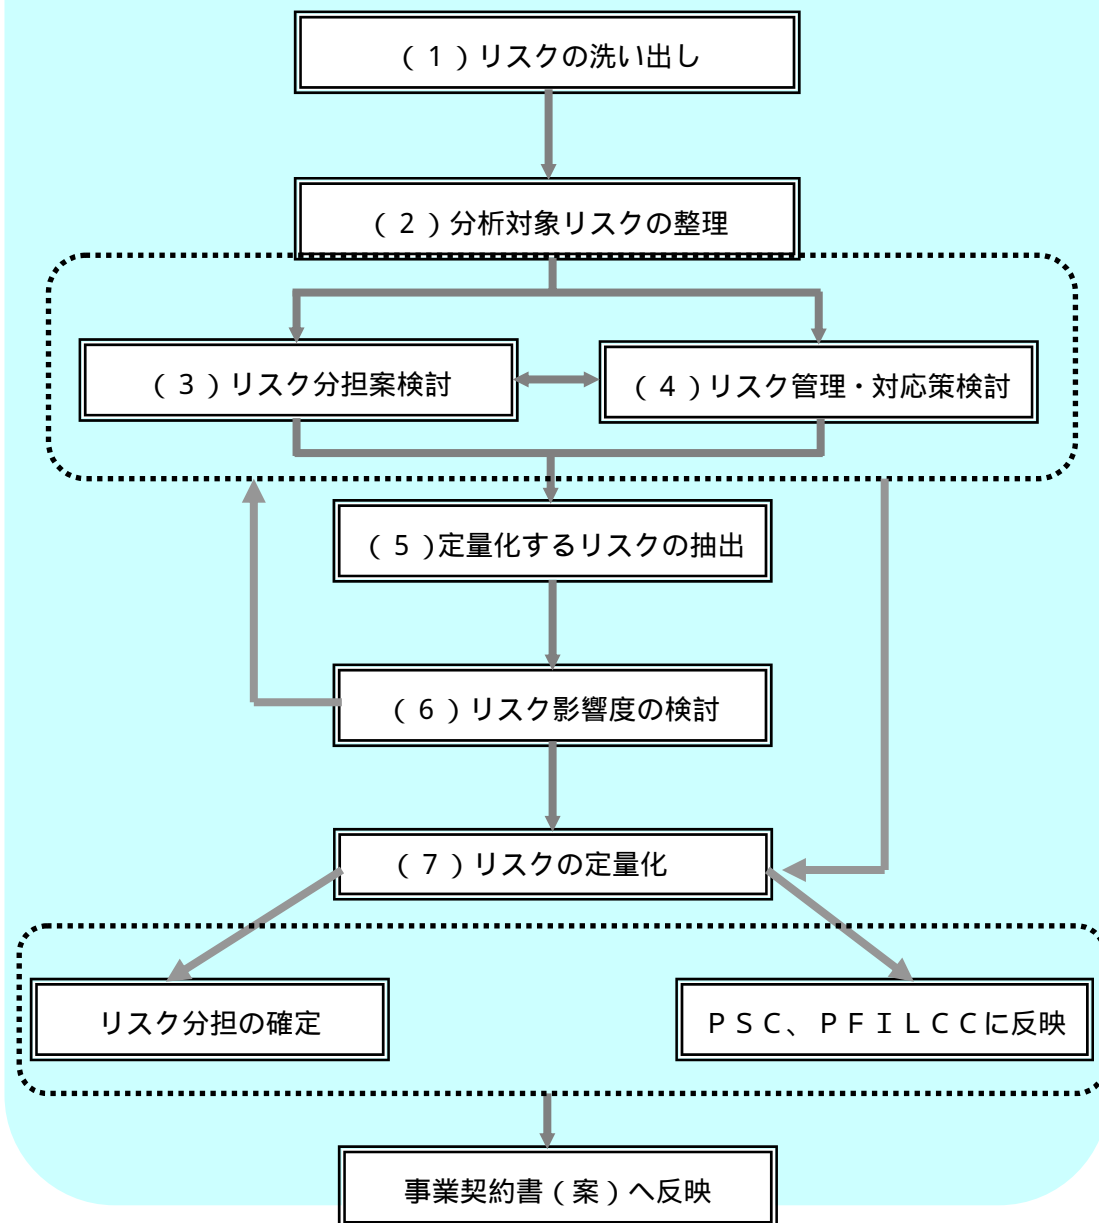 （１）リスクの洗い出し
（２）分析対象リスクの整理
（３）リスク分担案検討
（４）リスク管理・対応策検討
（５）定量化するリスクの抽出
（６）リスク影響度の検討
（７）リスクの定量化
リスク分担の確定
ＰＳＣ、ＰＦＩＬＣＣに反映
事業契約書（案）へ反映